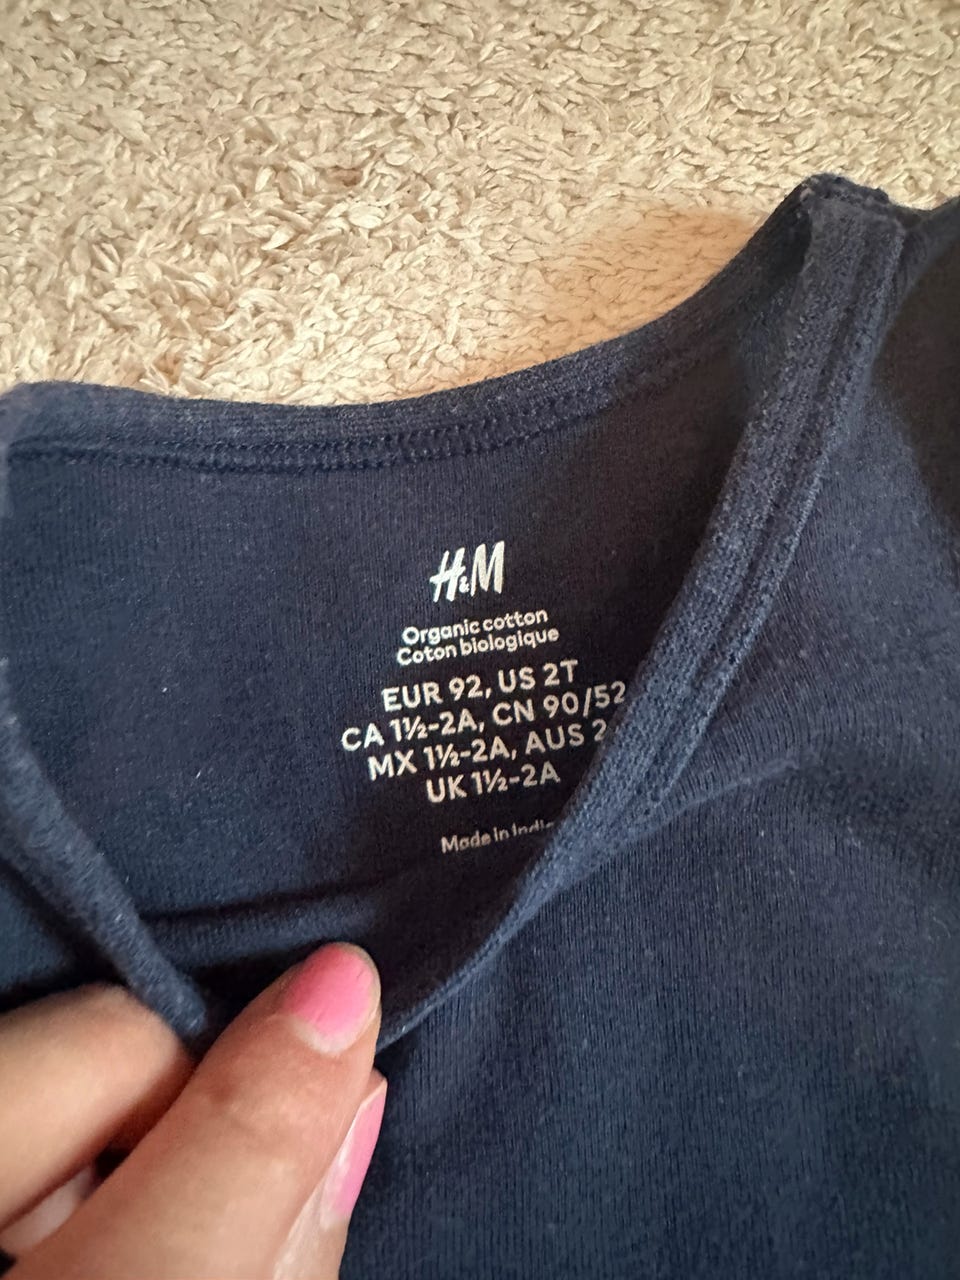 H&M
Organic cotton
Coton biologique
EUR 92, US 2T
CA 1½-2A, CN 90/52
MX 1½-2A, AUS 2
UK 1½-2A
Made in